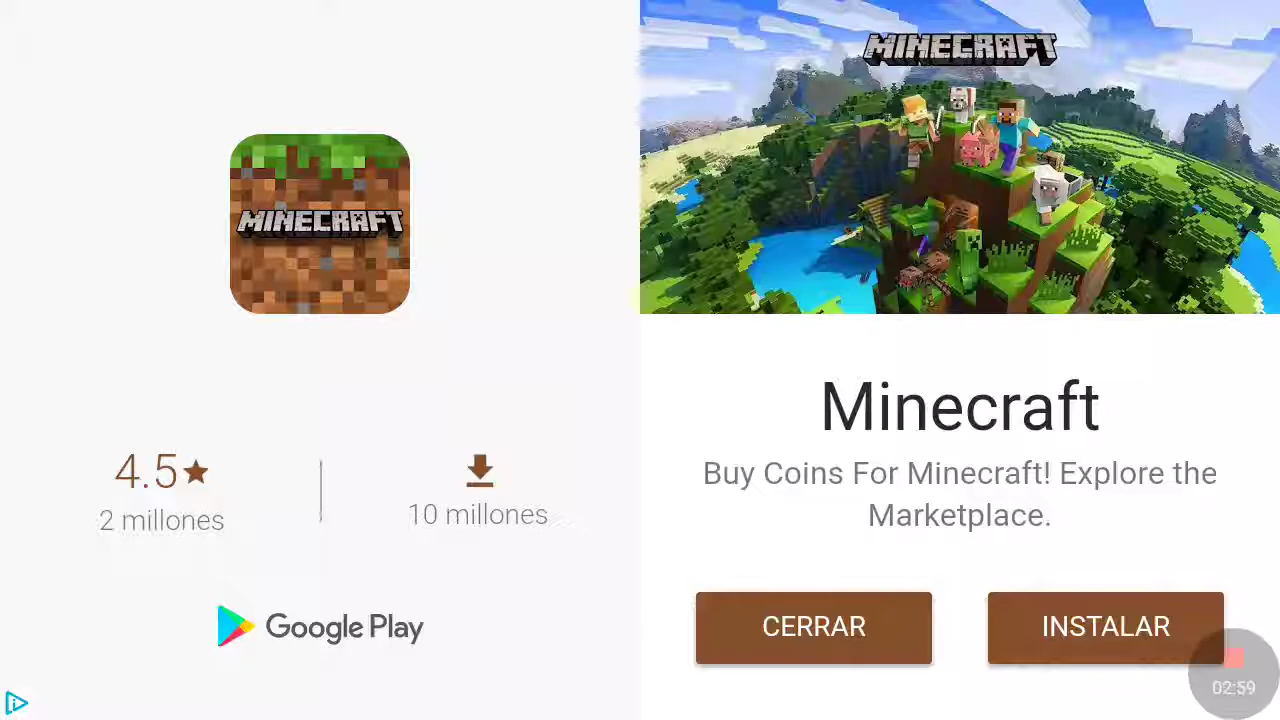 MINECRAFT
4.5
2 millones
10 millones
Google Play
MINECRAFT
Minecraft
Buy Coins For Minecraft! Explore the
Marketplace.
CERRAR
INSTALAR
02:59